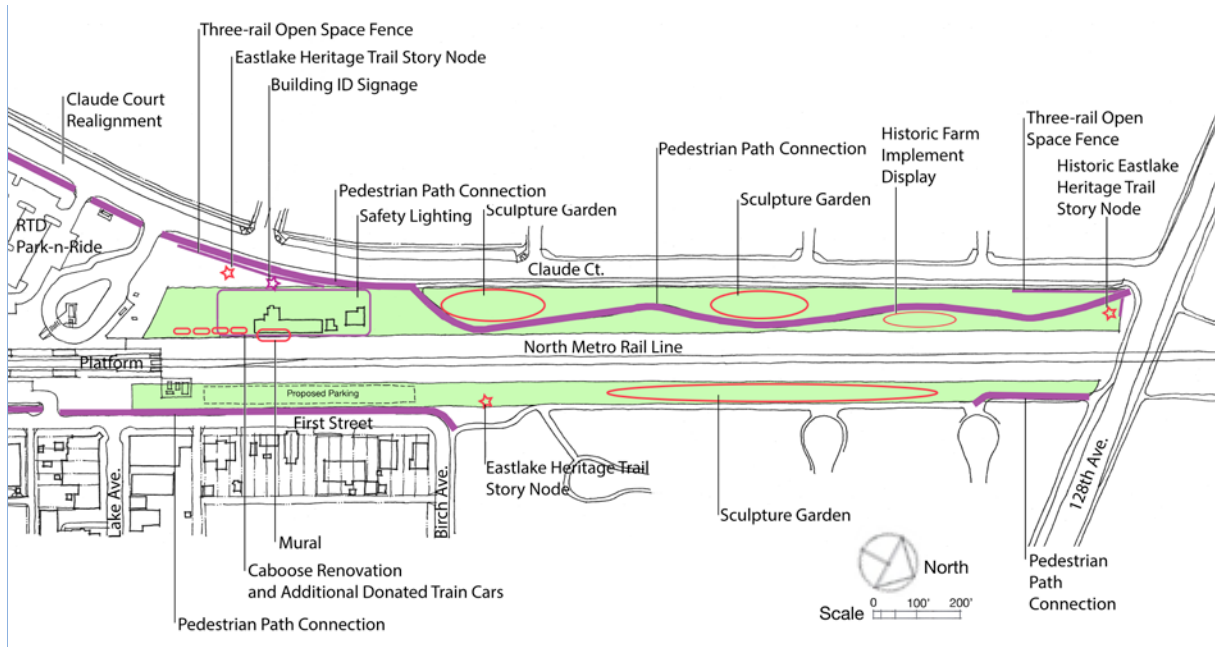 Three-rail Open Space Fence
Eastlake Heritage Trail Story Node
Building ID Signage
Claude Court
Realignment
Three-rail Open
Space Fence
Historic Farm
Implement
Display
Pedestrian Path Connection
Historic Eastlake
Heritage Trail
Story Node
Pedestrian Path Connection
Safety Lighting
Sculpture Garden
Sculpture Garden
RTD
Park-n-Ride
Claude Ct.
North Metro Rail Line
Platform
Proposed Parking
First Street
Lake Ave.
Birch Ave.
128th Ave.
Eastlake Heritage Trail
Story Node
Sculpture Garden
Mural
Caboose Renovation
and Additional Donated Train Cars
Pedestrian Path Connection
North
Scale
0 100' 200'
Pedestrian
Path
Connection